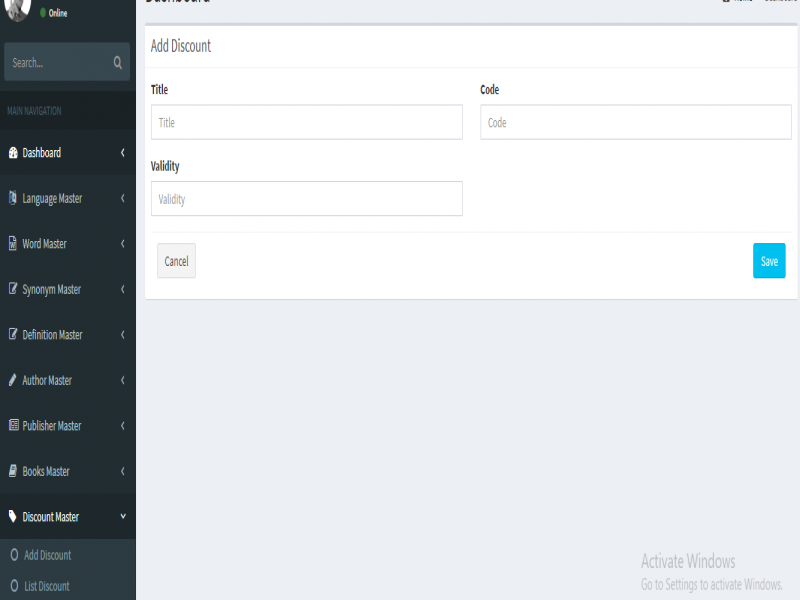 Online
Search...
MAIN NAVIGATION
Dashboard
Language Master
Word Master
Synonym Master
Definition Master
Author Master
Publisher Master
Books Master
Discount Master
Add Discount
List Discount
Add Discount
Title
Code
Title
Code
Validity
Validity
Cancel
Save
Activate Windows
Go to Settings to activate Windows.